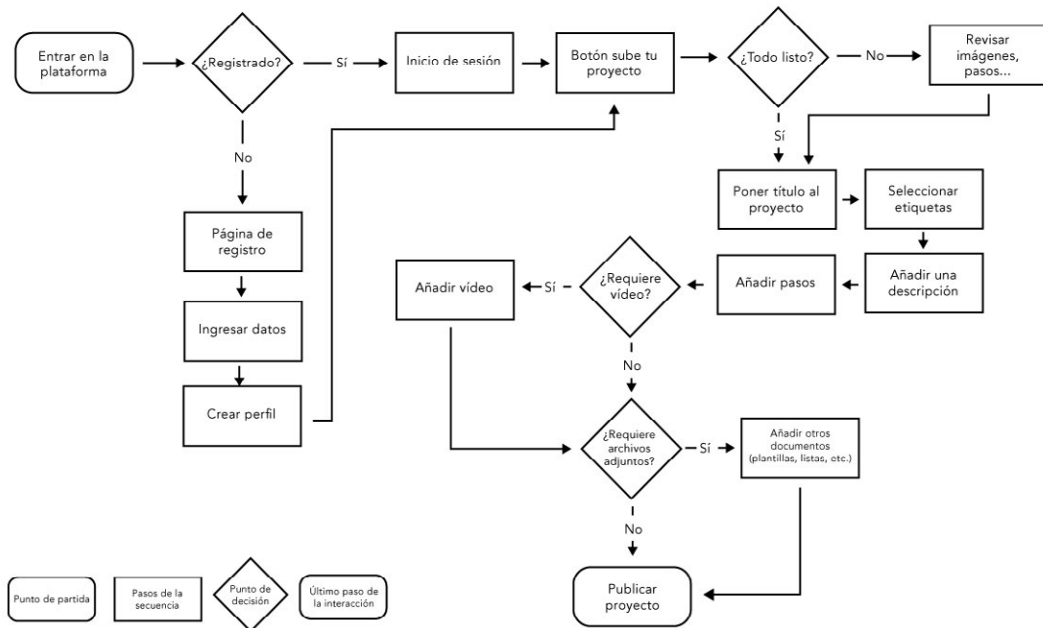 Entrar en la
plataforma
¿Registrado?
Sí
Inicio de sesión
Botón sube tu
proyecto
¿Todo listo?
No
Revisar
imágenes,
pasos...
No
Sí
Página de
registro
Poner título al
proyecto
Seleccionar
etiquetas
Ingresar datos
Añadir vídeo
Sí
¿Requiere
vídeo?
Añadir pasos
Añadir una
descripción
Crear perfil
No
¿Requiere
archivos
adjuntos?
Sí
Añadir otros
documentos
(plantillas, listas, etc.)
No
Publicar
proyecto
Punto de partida
Pasos de la
secuencia
Punto de
decisión
Último paso de
la interacción